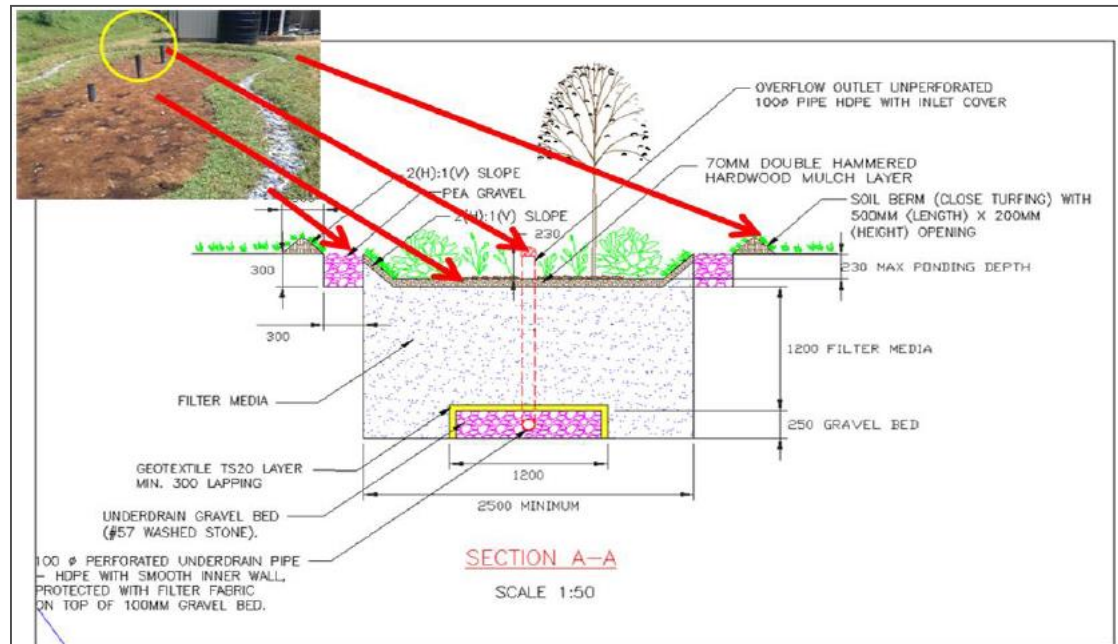 OVERFLOW OUTLET UNPERFORATED
100ø PIPE HDPE WITH INLET COVER
70MM DOUBLE HAMMERED
HARDWOOD MULCH LAYER
2(H):1(V) SLOPE
PEA GRAVEL
2(H):1(V) SLOPE
SOIL BERM (CLOSE TURFING) WITH
500MM (LENGTH) X 200MM
(HEIGHT) OPENING
230
300
230 MAX PONDING DEPTH
300
1200 FILTER MEDIA
FILTER MEDIA
250 GRAVEL BED
GEOTEXTILE TS20 LAYER
MIN. 300 LAPPING
1200
2500 MINIMUM
UNDERDRAIN GRAVEL BED
(#57 WASHED STONE).
100 ø PERFORATED UNDERDRAIN PIPE
- HDPE WITH SMOOTH INNER WALL,
PROTECTED WITH FILTER FABRIC
ON TOP OF 100MM GRAVEL BED.
SECTION A-A
SCALE 1:50